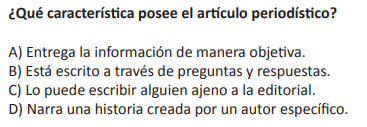 ¿Qué característica posee el artículo periodístico?
A) Entrega la información de manera objetiva.
B) Está escrito a través de preguntas y respuestas.
C) Lo puede escribir alguien ajeno a la editorial.
D) Narra una historia creada por un autor específico.